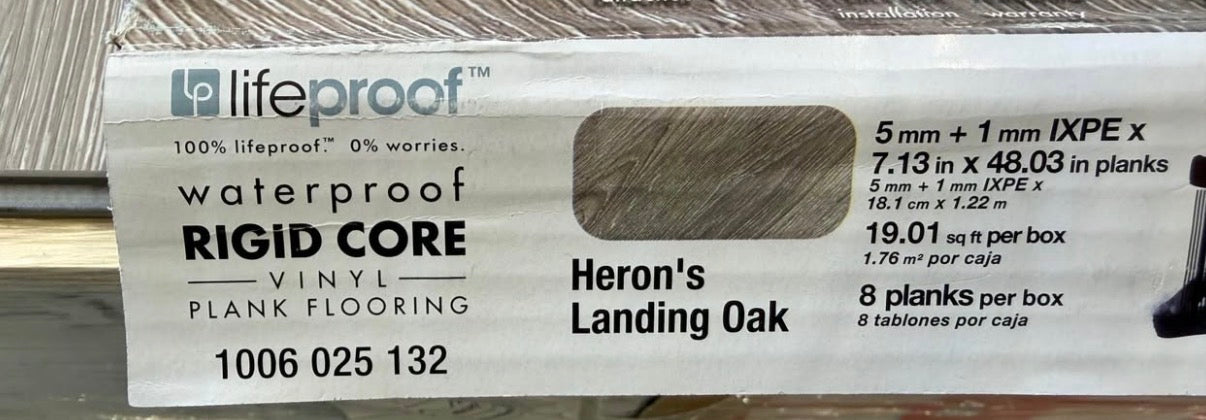 installation warranty
lifeproof™
100% lifeproof.™ 0% worries.
waterproof
RIGID CORE
VINYL
PLANK FLOORING
1006 025 132
Heron's
Landing Oak
5 mm + 1 mm IXPE x
7.13 in x 48.03 in planks
5 mm + 1 mm IXPE x
18.1 cm x 1.22 m
19.01 sq ft per box
1.76 m² por caja
8 planks per box
8 tablones por caja